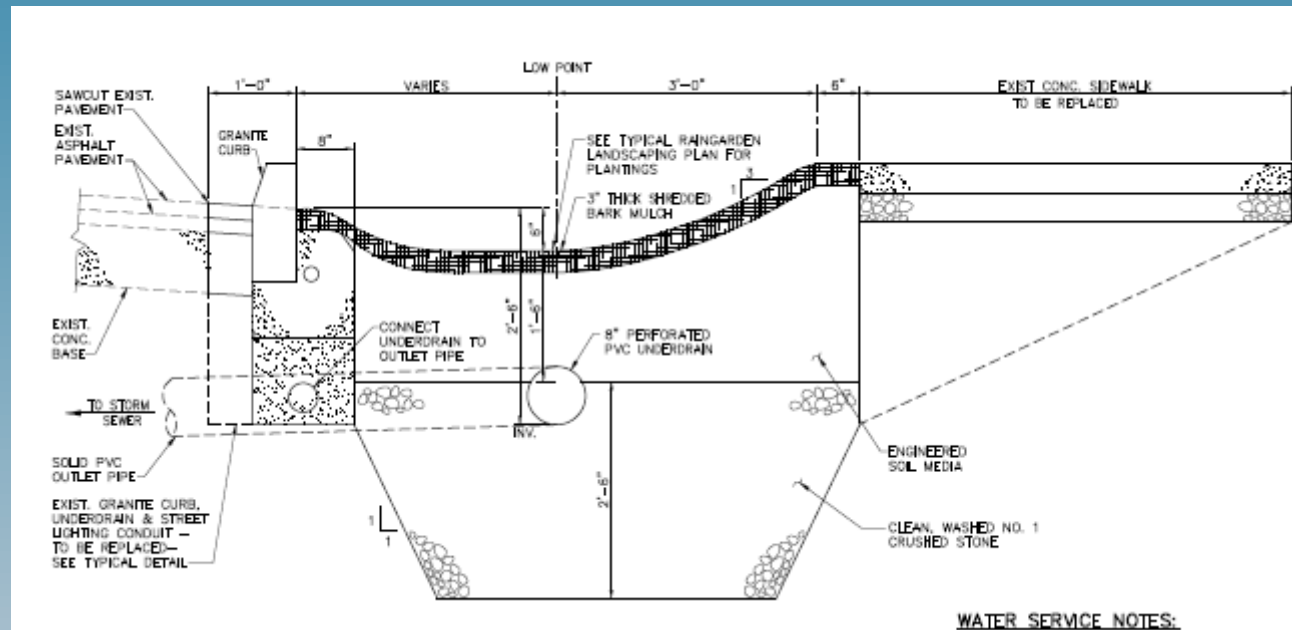 LOW POINT
1'-0"
VARIES
3'-0"
6"
EXIST CONC. SIDEWALK
TO BE REPLACED
SAWCUT EXIST.
PAVEMENT
EXIST.
ASPHALT
PAVEMENT
GRANITE
CURB
8"
SEE TYPICAL RAINGARDEN
LANDSCAPING PLAN FOR
PLANTINGS
3
1
3" THICK SHREDDED
BARK MULCH
6"
2'-6"
1'-6"
EXIST.
CONC.
BASE
CONNECT
UNDERDRAIN TO
OUTLET PIPE
8" PERFORATED
PVC UNDERDRAIN
TO STORM
SEWER
INV.
SOLID PVC
OUTLET PIPE
ENGINEERED
SOIL MEDIA
2'-6"
EXIST. GRANITE CURB,
UNDERDRAIN & STREET
LIGHTING CONDUIT –
TO BE REPLACED–
SEE TYPICAL DETAIL
1
1
CLEAN, WASHED NO. 1
CRUSHED STONE
WATER SERVICE NOTES: